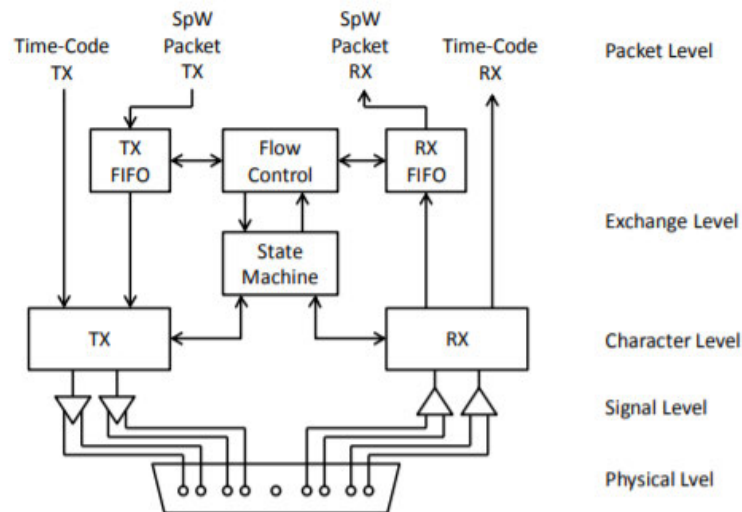 SpW
SpW
Time-Code
Packet
Packet
Time-Code
Packet Level
TX
TX
RX
RX
TX
FIFO
Flow
Control
RX
FIFO
Exchange Level
State
Machine
TX
RX
Character Level
Signal Level
Physical Lvel